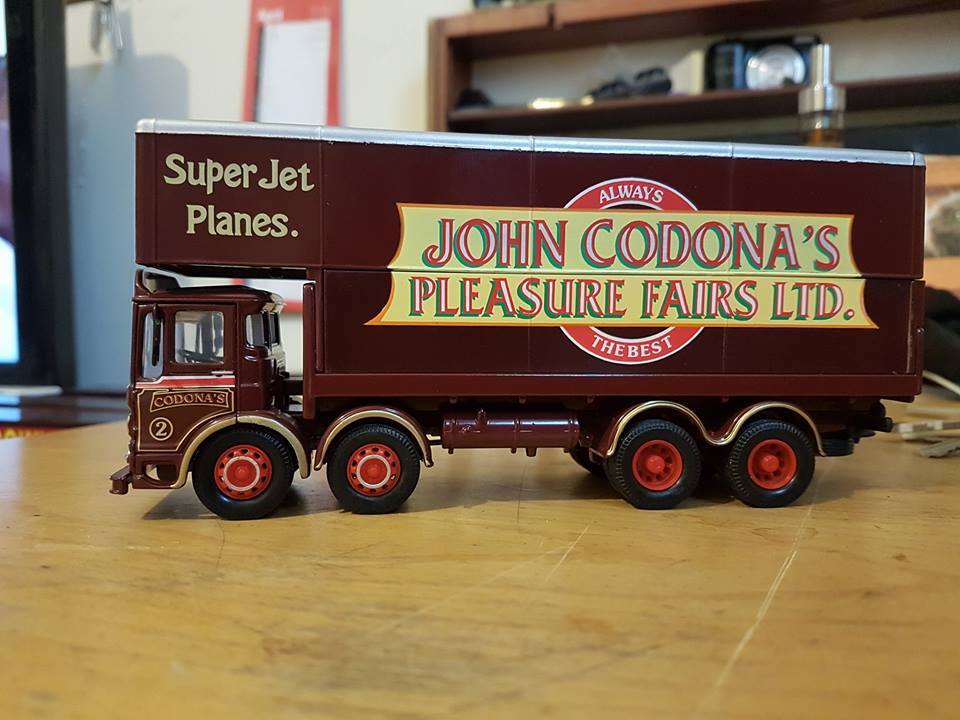 Super Jet
Planes.
ALWAYS
JOHN CODONA'S
PLEASURE FAIRS LTD.
THE BEST
CODONA'S
2